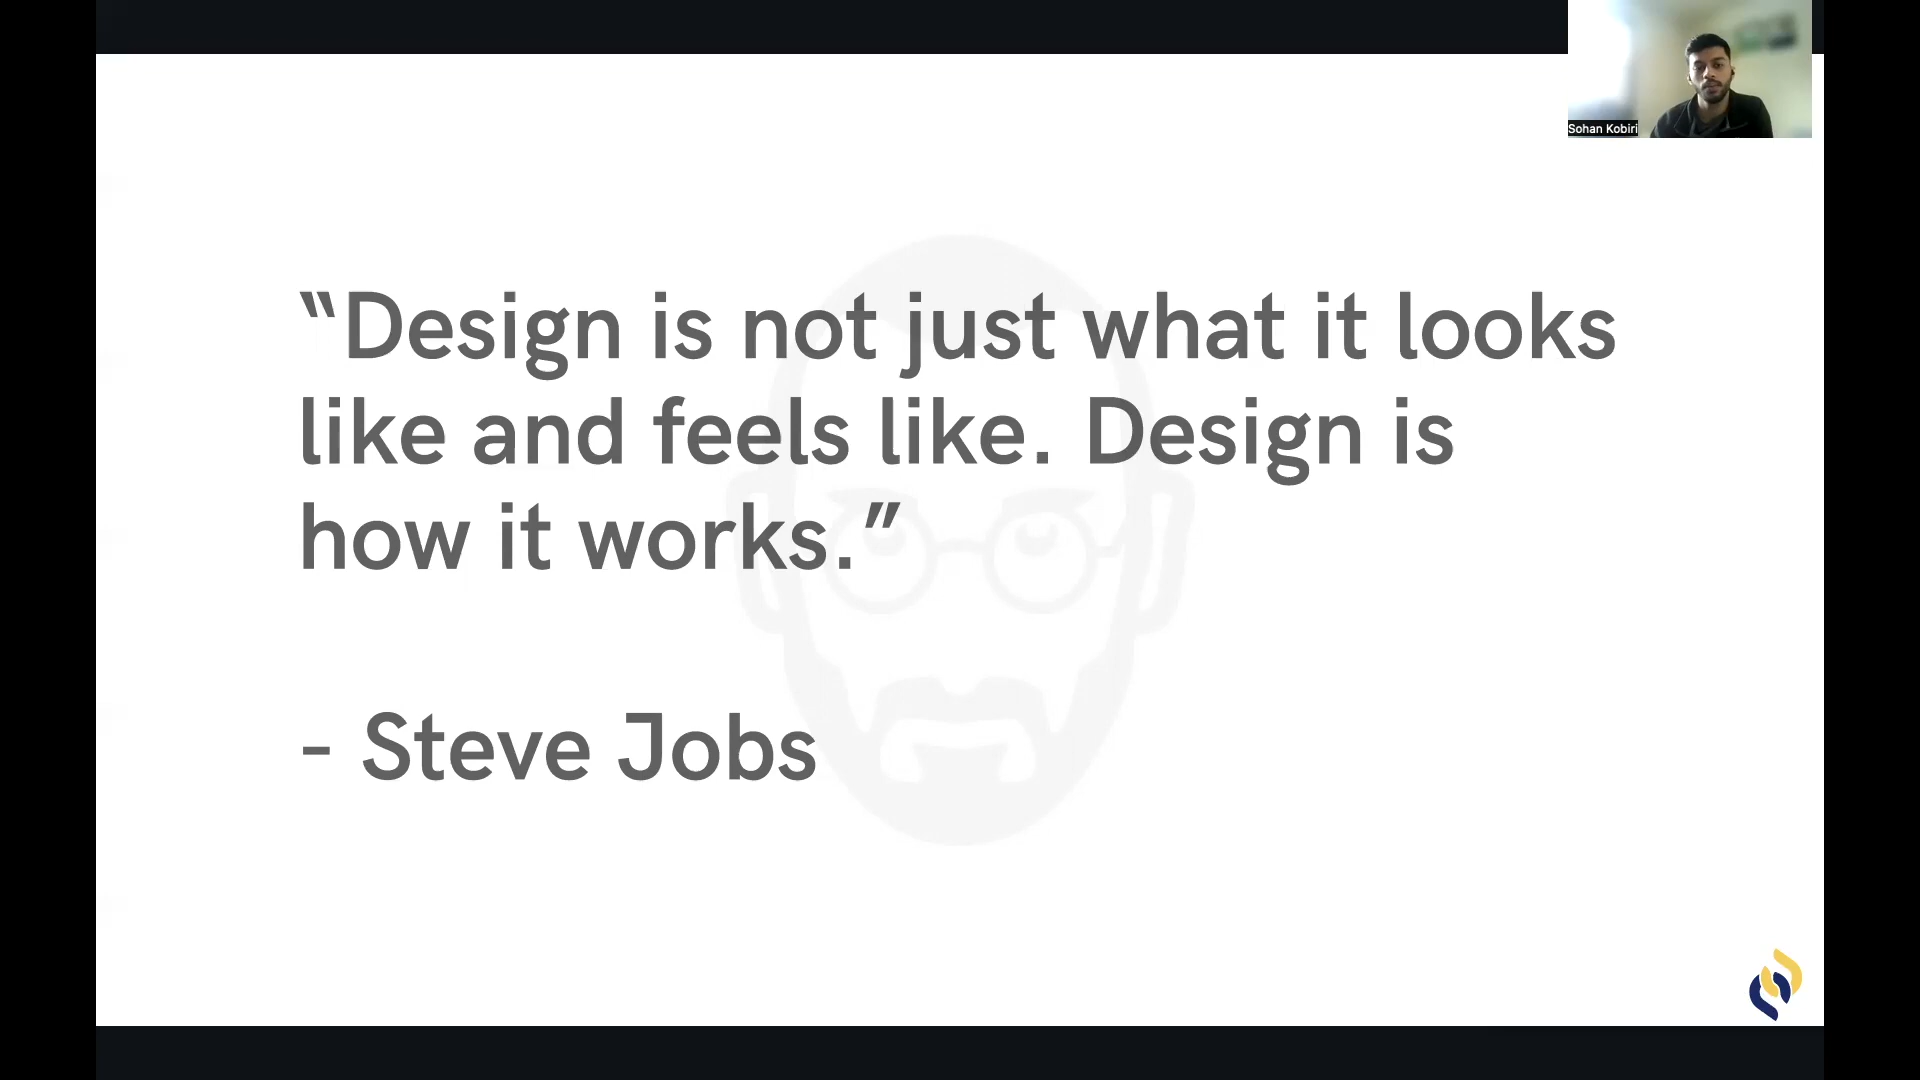 Sohan Kobiri
“Design is not just what it looks
like and feels like. Design is
how it works.”
- Steve Jobs